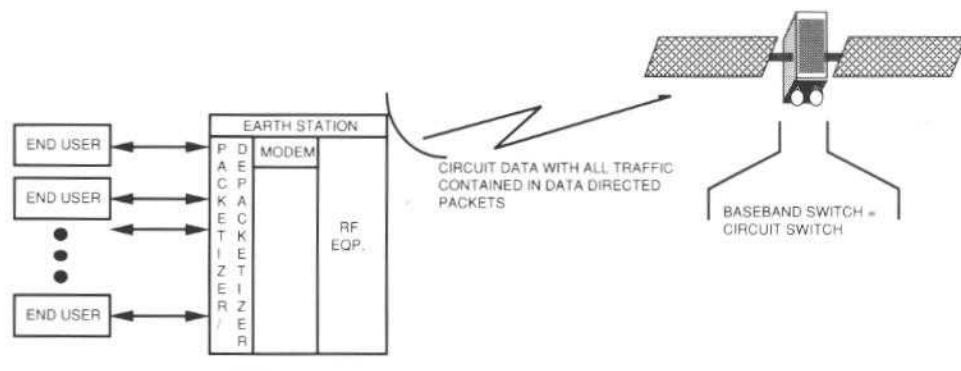 EARTH STATION
END USER
END USER
END USER
PACKETIZER/
DEPACKETIZER
MODEM
RF
EQP.
CIRCUIT DATA WITH ALL TRAFFIC
CONTAINED IN DATA DIRECTED
PACKETS
BASEBAND SWITCH =
CIRCUIT SWITCH